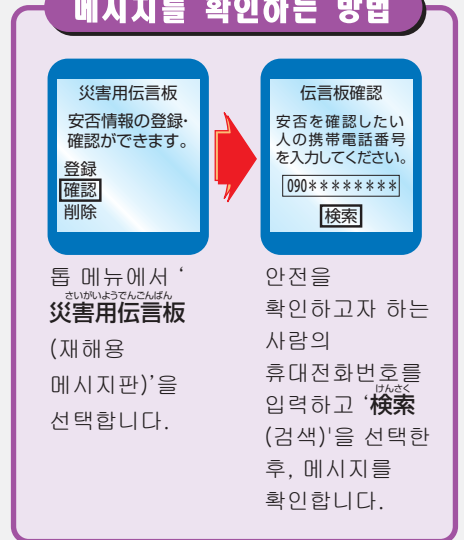 메시지를 확인하는 방법
災害用伝言板
安否情報の登録・
確認ができます。
登録
確認
削除
伝言板確認
安否を確認したい
人の携帯電話番号
を入力してください。
090********
検索
톱 메뉴에서 ‘
さいがいようでんごんばん
災害用伝言板
(재해용
메시지판)’을
선택합니다.
안전을
확인하고자 하는
사람의
휴대전화번호를
けんさく
입력하고 ‘検索
(검색)'을 선택한
후, 메시지를
확인합니다.